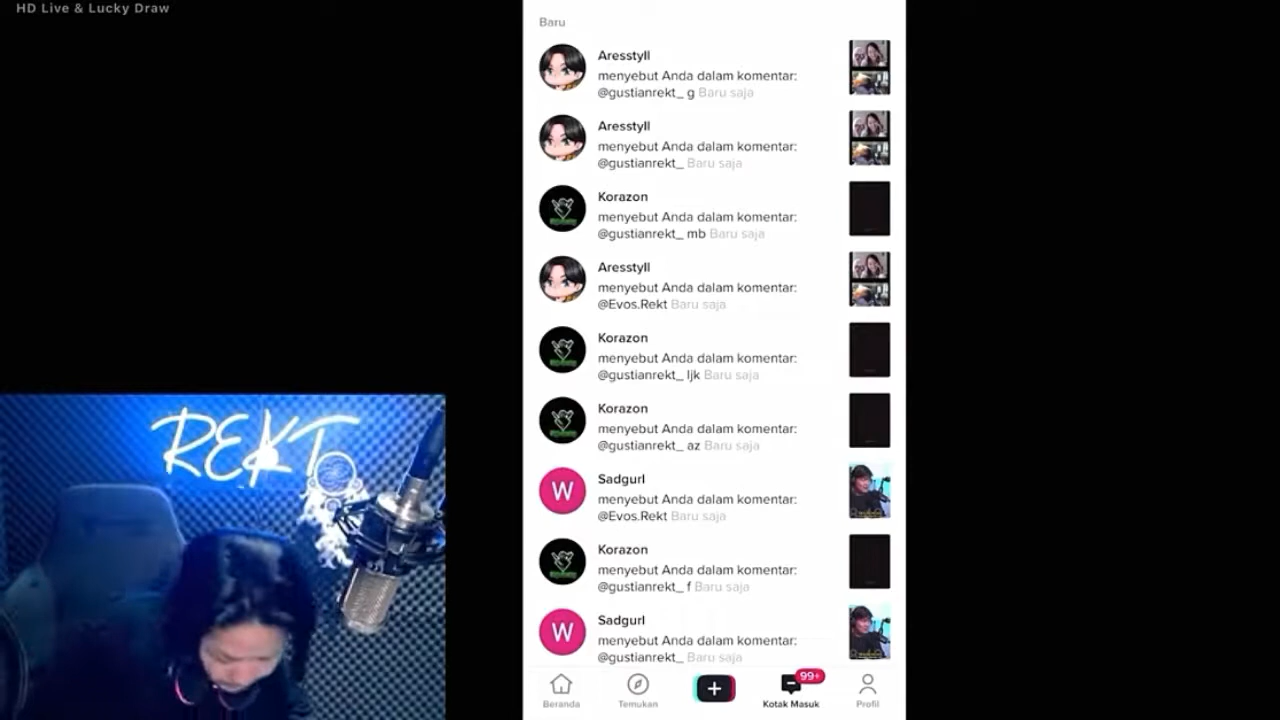 HD Live & Lucky Draw
Baru
Aresstyll
menyebut Anda dalam komentar:
@gustianrekt_ g Baru saja
Aresstyll
menyebut Anda dalam komentar:
@gustianrekt_ Baru saja
Korazon
menyebut Anda dalam komentar:
@gustianrekt_ mb Baru saja
Aresstyll
menyebut Anda dalam komentar:
@Evos.Rekt Baru saja
Korazon
menyebut Anda dalam komentar:
@gustianrekt_ ljk Baru saja
Korazon
menyebut Anda dalam komentar:
@gustianrekt_ az Baru saja
W
Sadgurl
menyebut Anda dalam komentar:
@Evos.Rekt Baru saja
Korazon
menyebut Anda dalam komentar:
@gustianrekt_ f Baru saja
W
Sadgurl
menyebut Anda dalam komentar:
@gustianrekt_ Baru saja
99+
Beranda
Temukan
Kotak Masuk
Profil
REKT